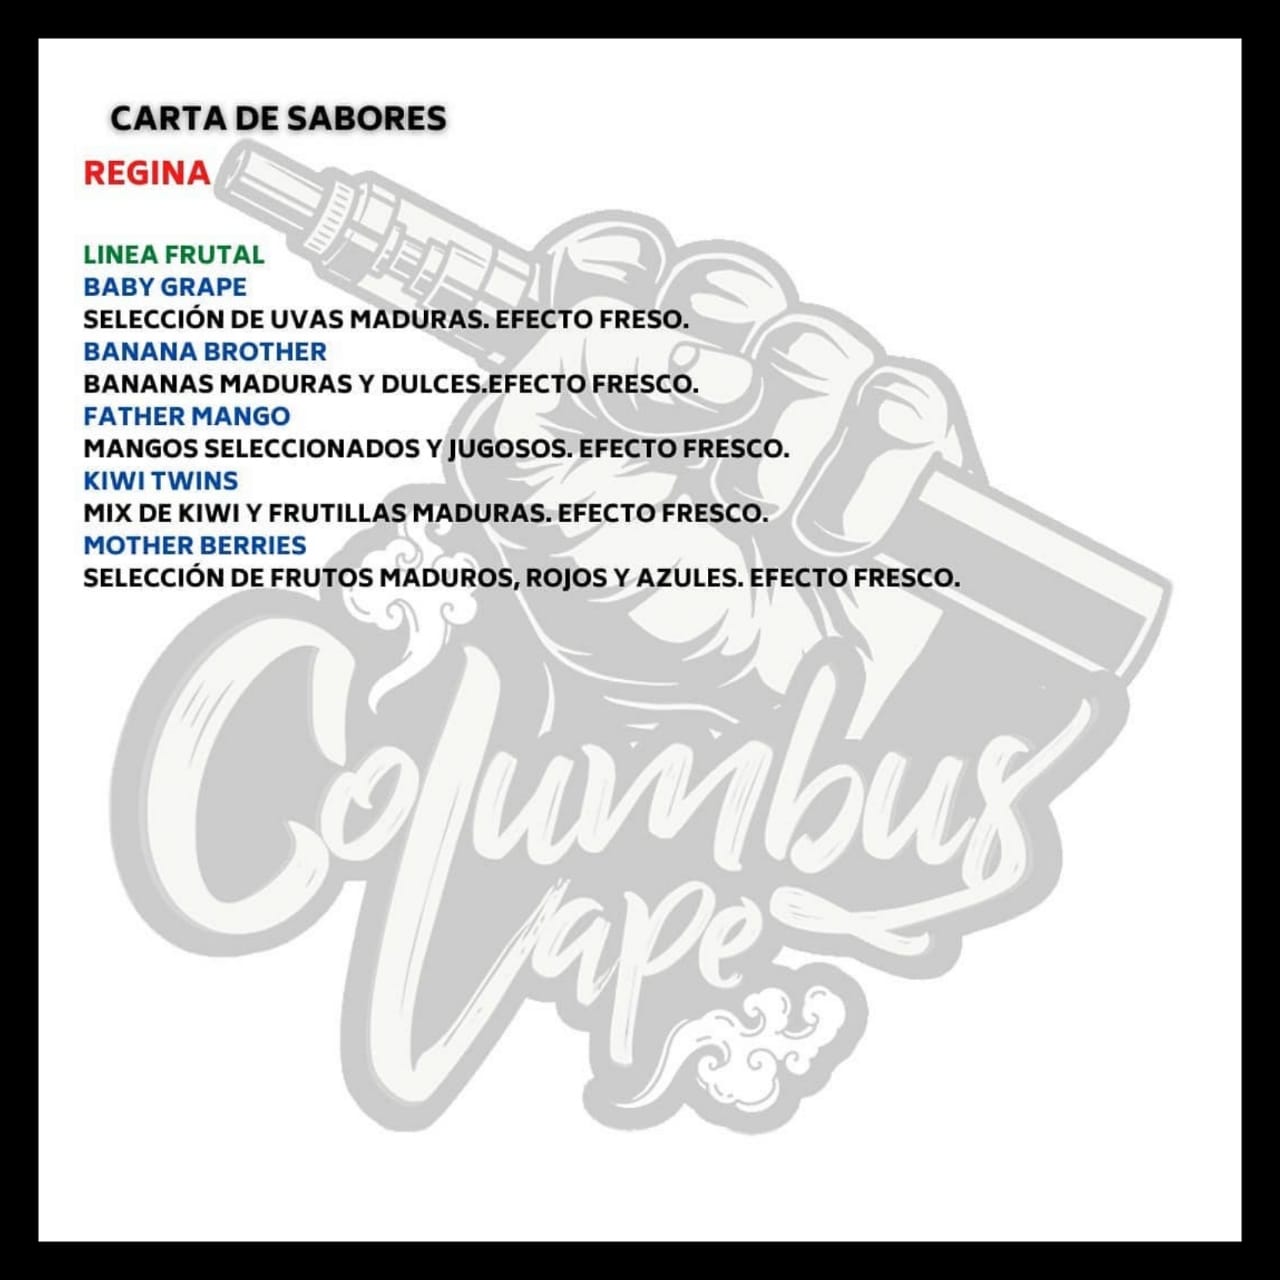 CARTA DE SABORES
REGINA
LINEA FRUTAL
BABY GRAPE
SELECCIÓN DE UVAS MADURAS. EFECTO FRESO.
BANANA BROTHER
BANANAS MADURAS Y DULCES.EFECTO FRESCO.
FATHER MANGO
MANGOS SELECCIONADOS Y JUGOSOS. EFECTO FRESCO.
KIWI TWINS
MIX DE KIWI Y FRUTILLAS MADURAS. EFECTO FRESCO.
MOTHER BERRIES
SELECCIÓN DE FRUTOS MADUROS, ROJOS Y AZULES. EFECTO FRESCO.
Columbus
Vape